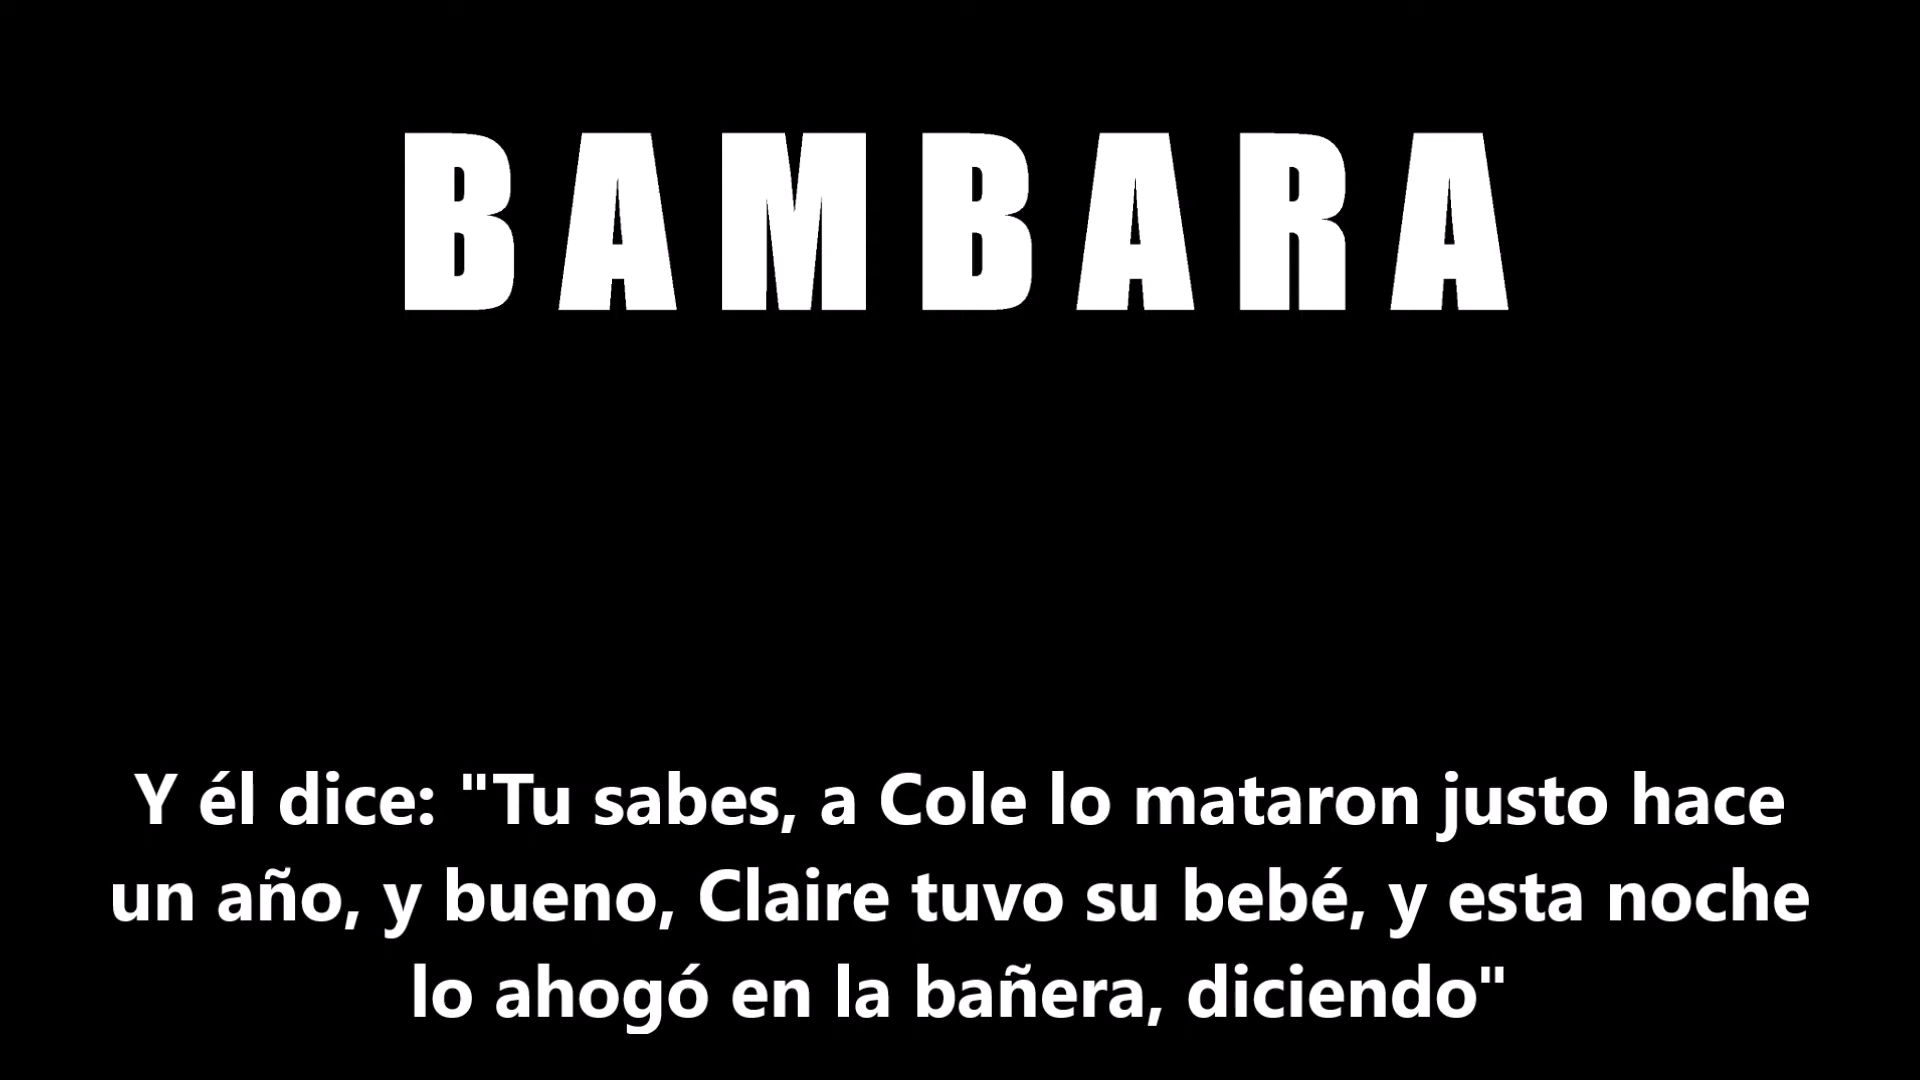 BAMBARA
Y él dice: "Tu sabes, a Cole lo mataron justo hace
un año, y bueno, Claire tuvo su bebé, y esta noche
lo ahogó en la bañera, diciendo"